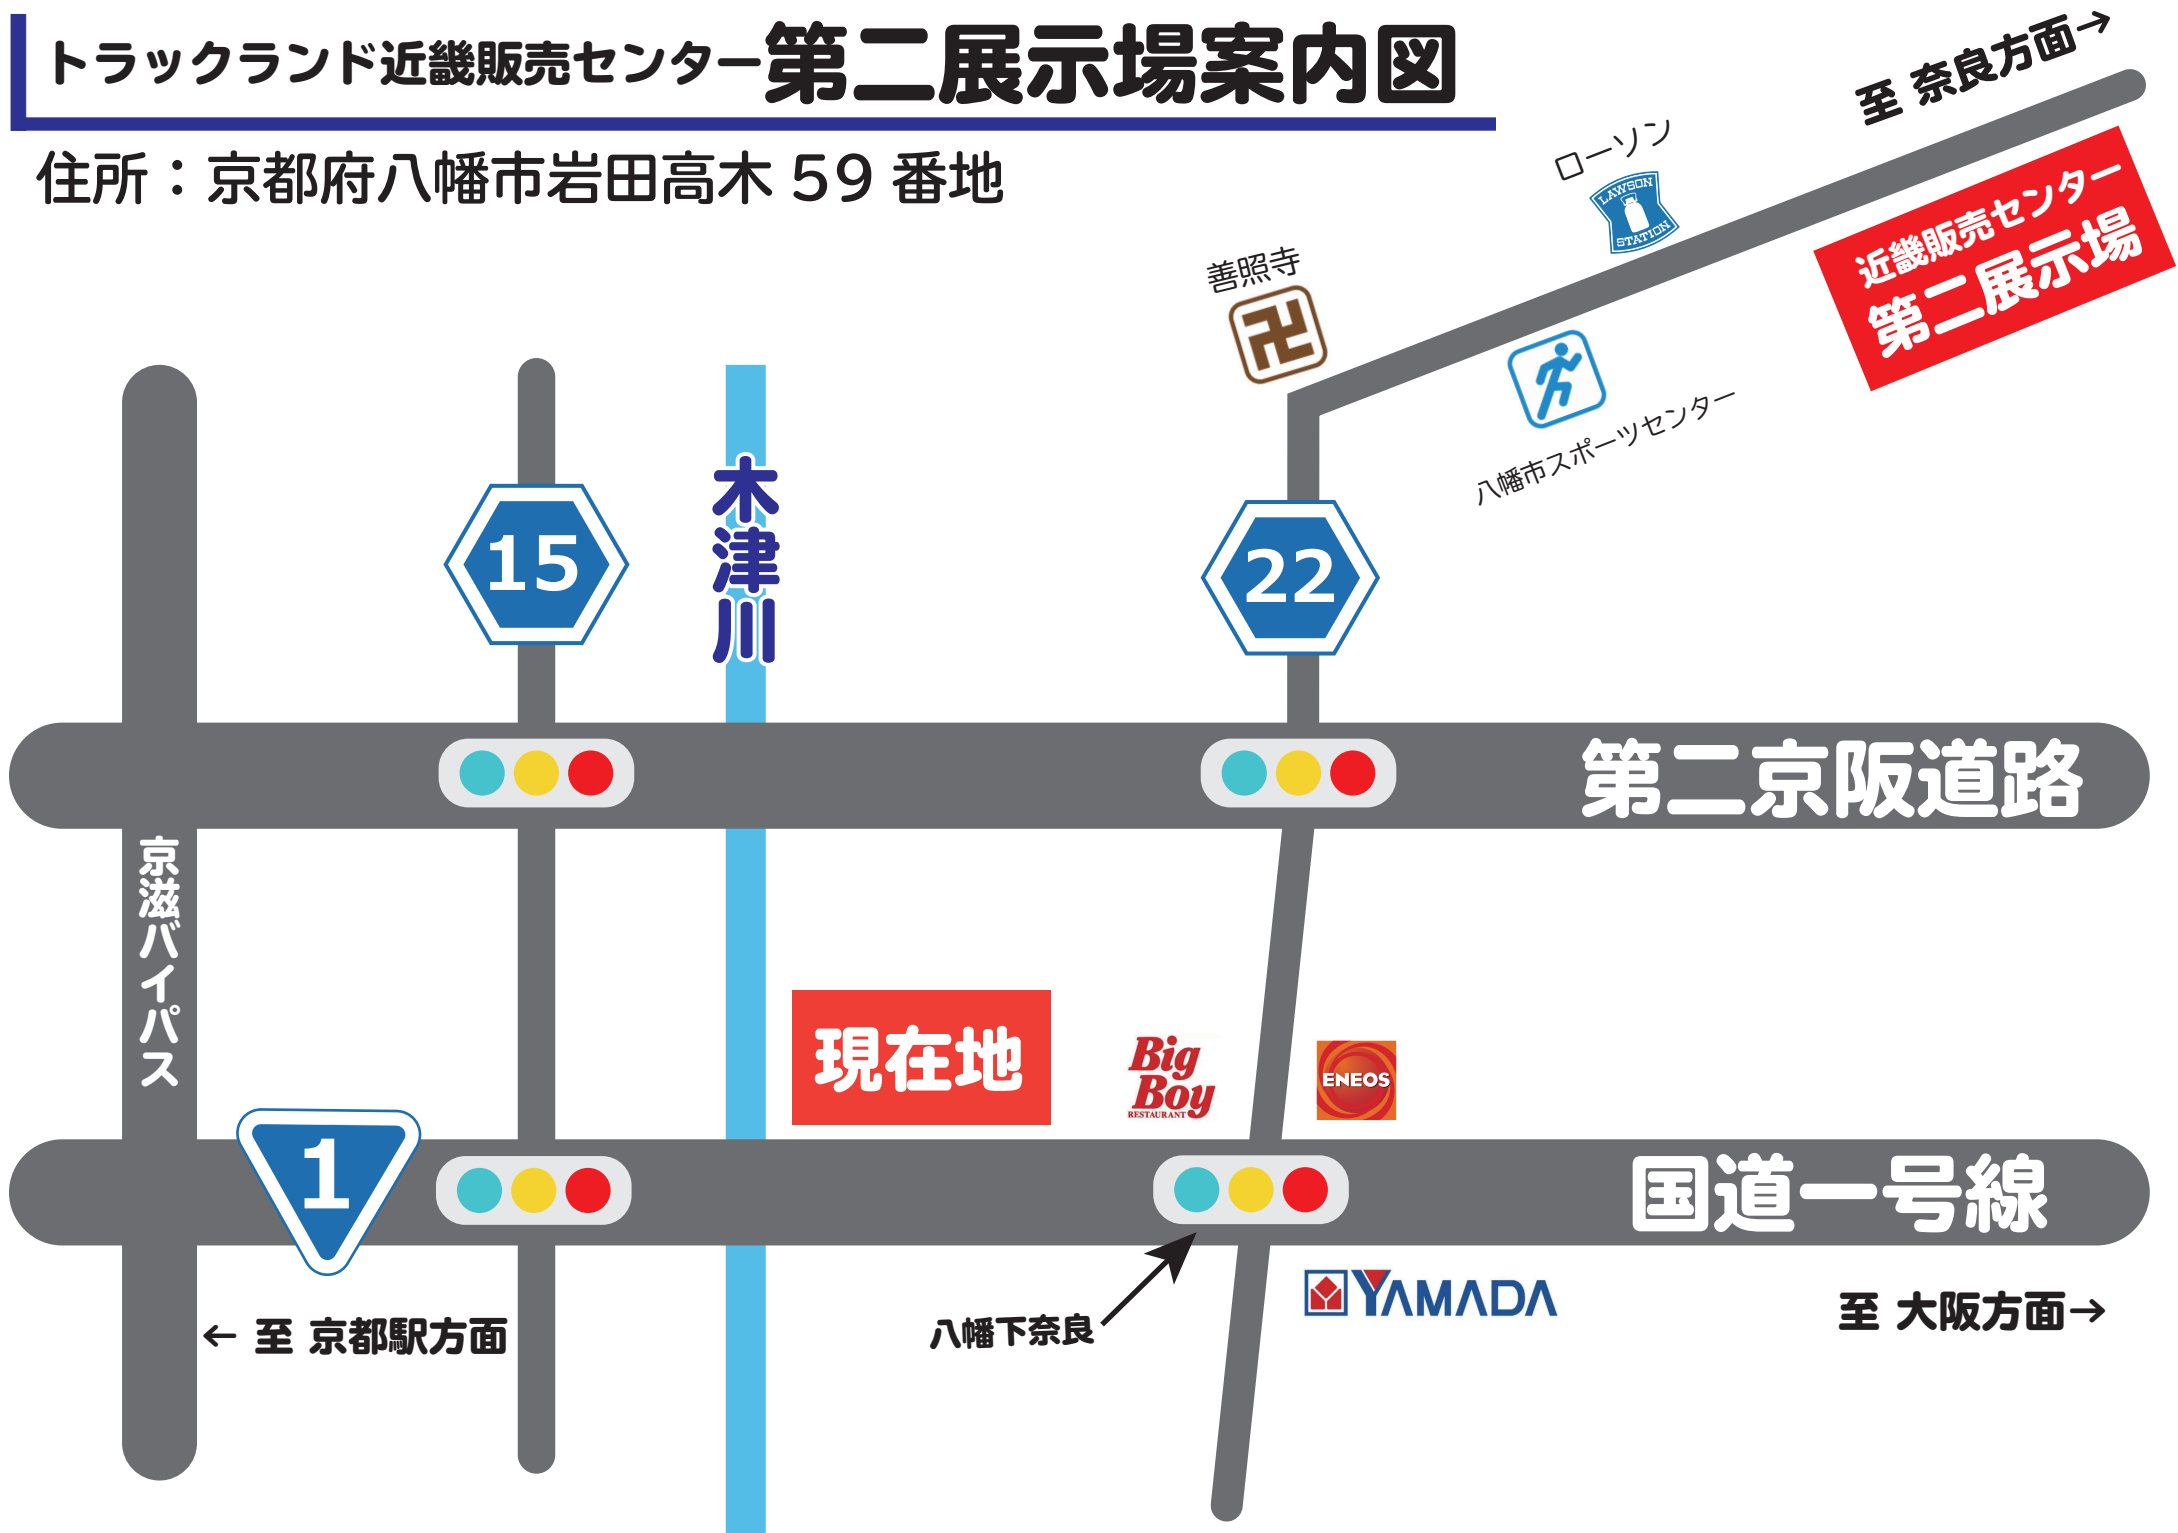 トラックランド近畿販売センター第二展示場案内図
住所：京都府八幡市岩田高木 59 番地
至 奈良方面→
ローソン
LAWSON
STATION
近畿販売センター
第二展示場
善照寺
八幡市スポーツセンター
15
木津川
22
第二京阪道路
京滋バイパス
現在地
Big
Boy
RESTAURANT
ENEOS
1
国道一号線
YAMADA
← 至 京都駅方面
八幡下奈良
至 大阪方面→